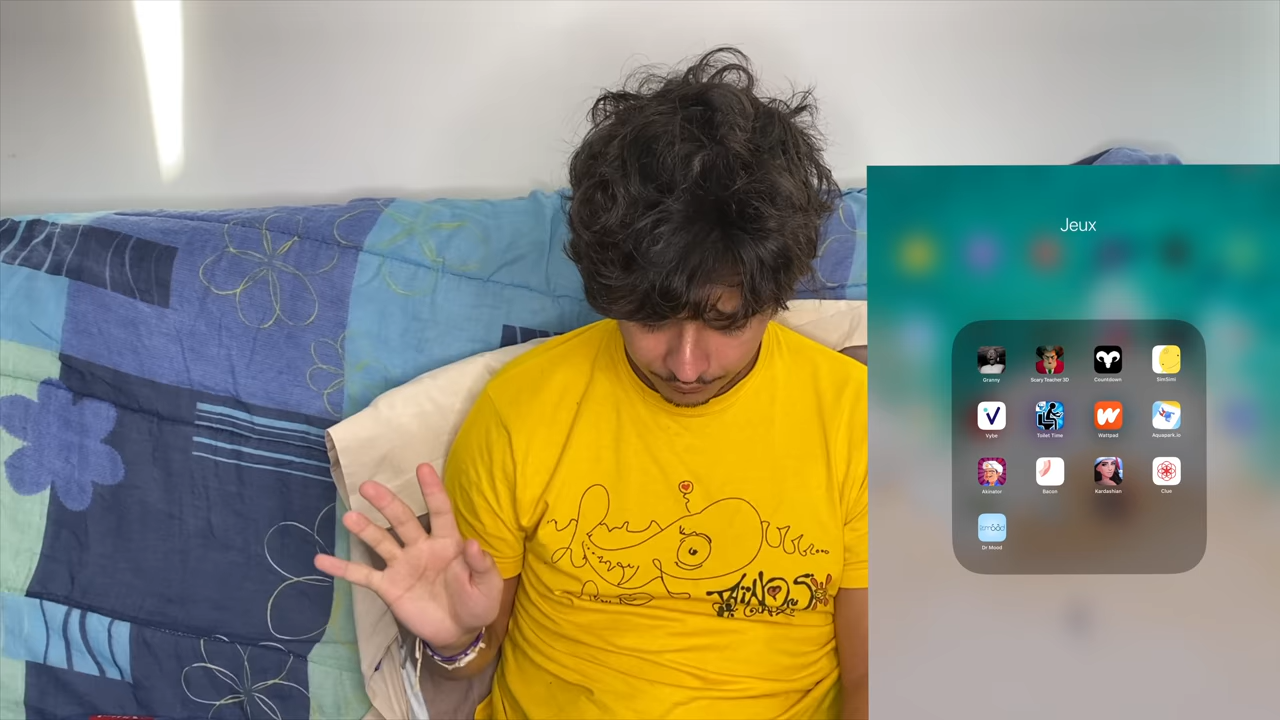 Jeux
Granny
Scary Teacher 3D
Countdown
SimSimi
Vybe
Toilet Time
Wattpad
Aquapark.io
Akinator
Bacon
Kardashian
Clue
Dr Mood
TAïNOS